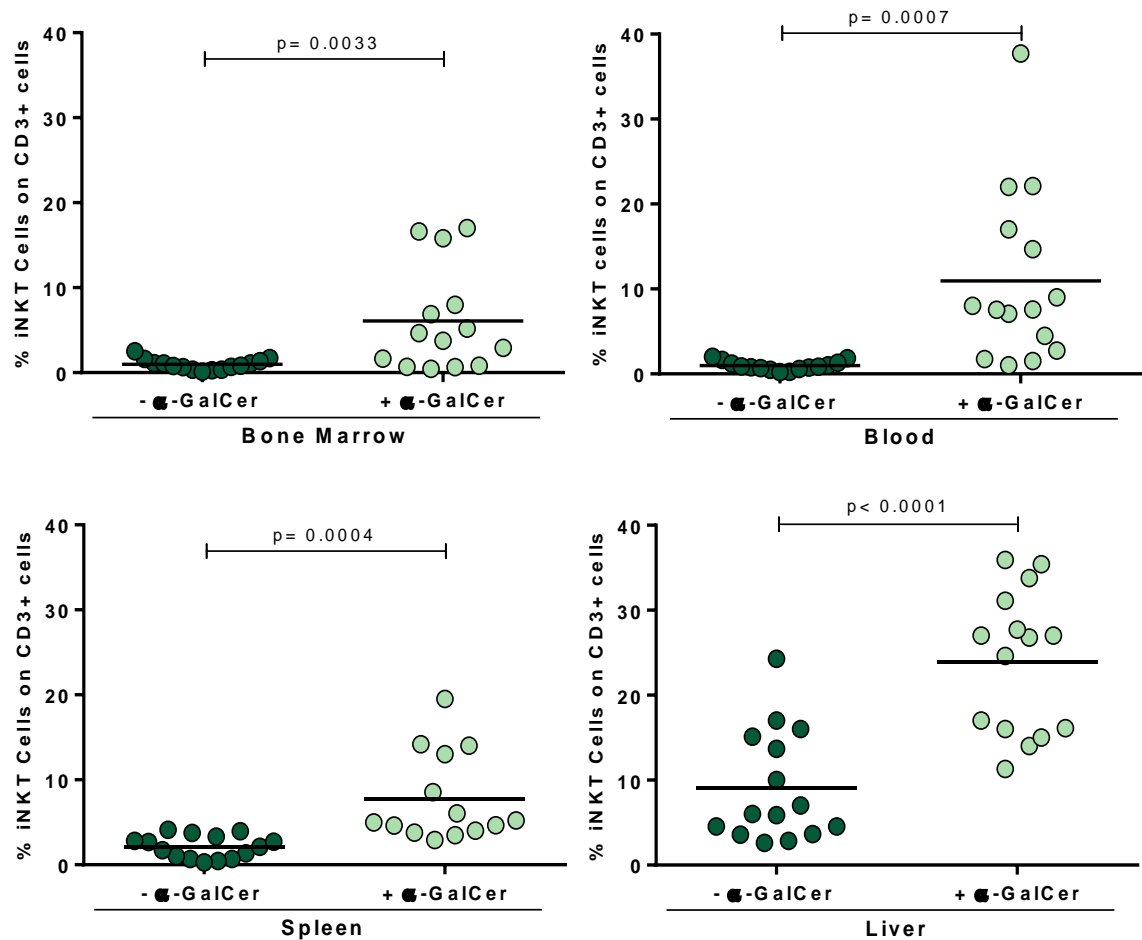 % iNKT Cells on CD3+ cells
40
30
20
10
0
p= 0.0033
- α-GalCer
+ α-GalCer
Bone Marrow
% iNKT cells on CD3+ cells
40
30
20
10
0
p= 0.0007
- α-GalCer
+ α-GalCer
Blood
% iNKT Cells on CD3+ cells
40
30
20
10
0
p= 0.0004
- α-GalCer
+ α-GalCer
Spleen
% iNKT Cells on CD3+ cells
40
30
20
10
0
p< 0.0001
- α-GalCer
+ α-GalCer
Liver